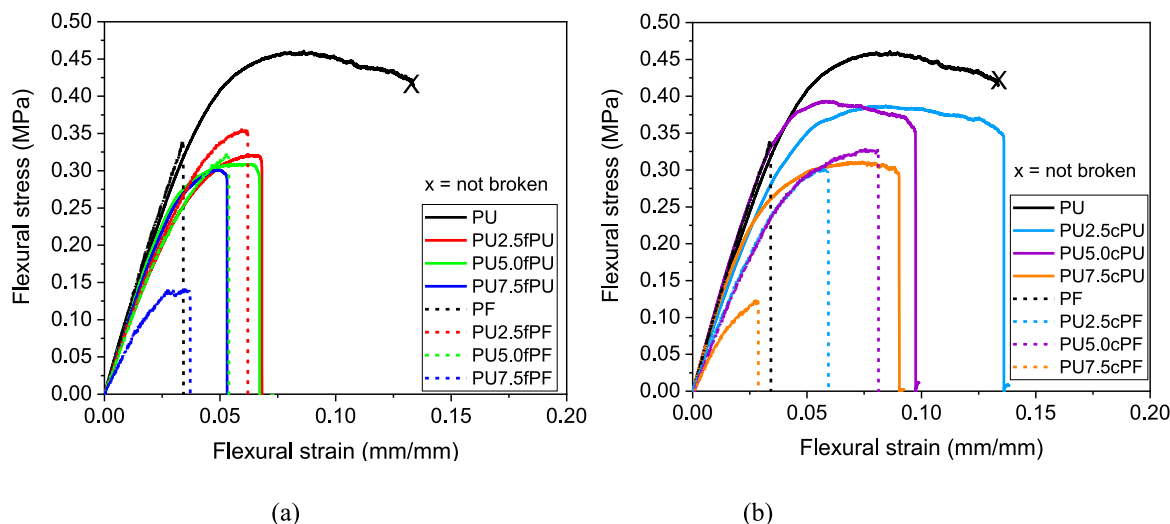 0.50
0.45
0.40
0.35
0.30
0.25
0.20
0.15
0.10
0.05
0.00
Flexural stress (MPa)
(a)
X
x = not broken
PU
PU2.5fPU
PU5.0fPU
PU7.5fPU
PF
PU2.5fPF
PU5.0fPF
PU7.5fPF
0.00 0.05 0.10 0.15 0.20
Flexural strain (mm/mm)
(a)
0.50
0.45
0.40
0.35
0.30
0.25
0.20
0.15
0.10
0.05
0.00
Flexural stress (MPa)
(b)
X
x = not broken
PU
PU2.5cPU
PU5.0cPU
PU7.5cPU
PF
PU2.5cPF
PU5.0cPF
PU7.5cPF
0.00 0.05 0.10 0.15 0.20
Flexural strain (mm/mm)
(b)